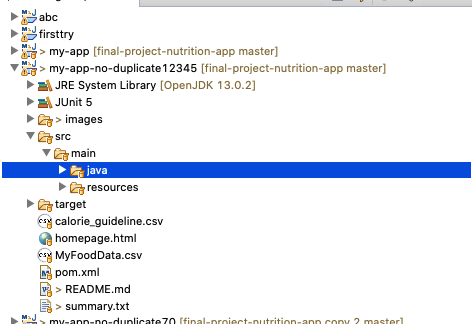 abc
firsttry
> my-app [final-project-nutrition-app master]
> my-app-no-duplicate12345 [final-project-nutrition-app master]
JRE System Library [OpenJDK 13.0.2]
JUnit 5
> images
src
main
java
resources
target
calorie_guideline.csv
homepage.html
MyFoodData.csv
pom.xml
> README.md
> summary.txt
> my-app-no-duplicate70 [final-project-nutrition-app copy 2 master]